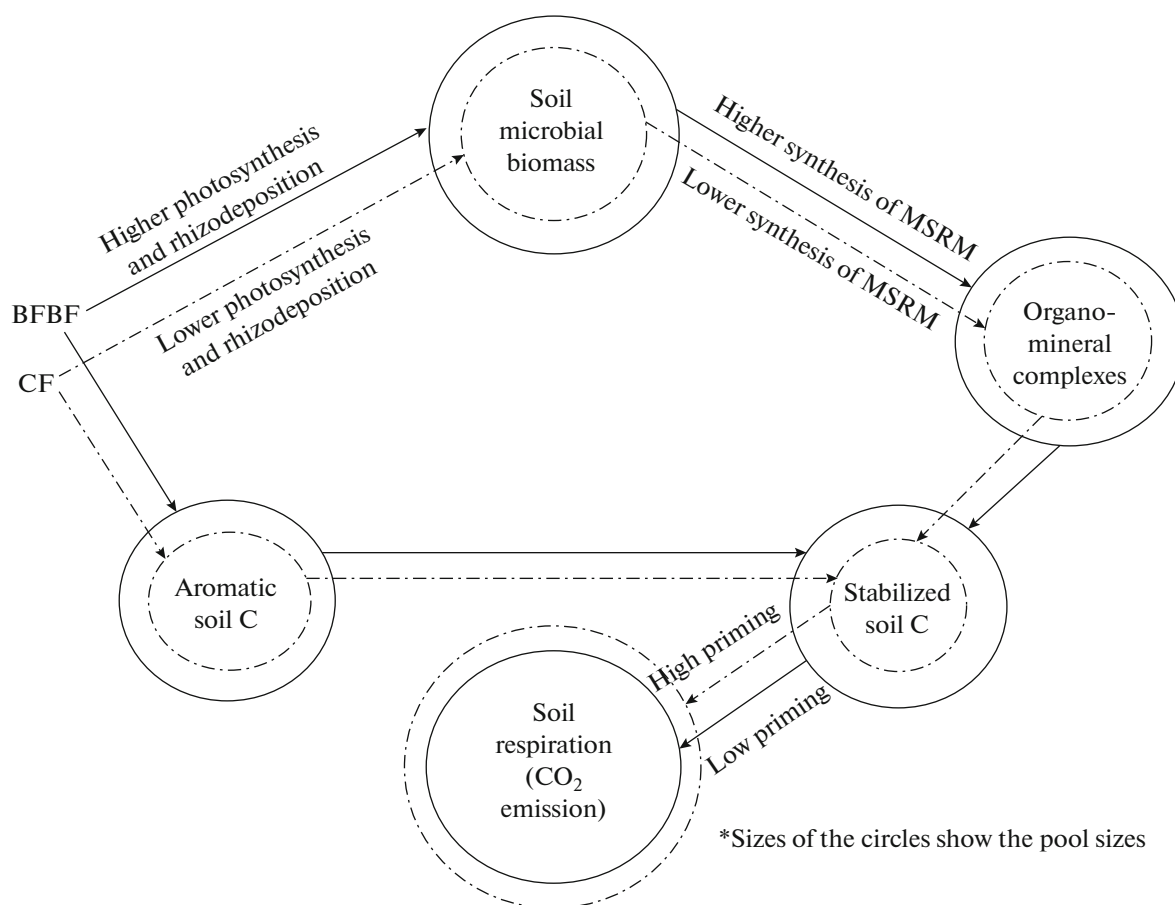 Soil
microbial
biomass
Higher photosynthesis
and rhizodeposition
Lower photosynthesis
and rhizodeposition
Higher synthesis of MSRM
Lower synthesis of MSRM
BFBF
CF
Organo-
mineral
complexes
Aromatic
soil C
Stabilized
soil C
High priming
Low priming
Soil
respiration
(CO₂
emission)
*Sizes of the circles show the pool sizes